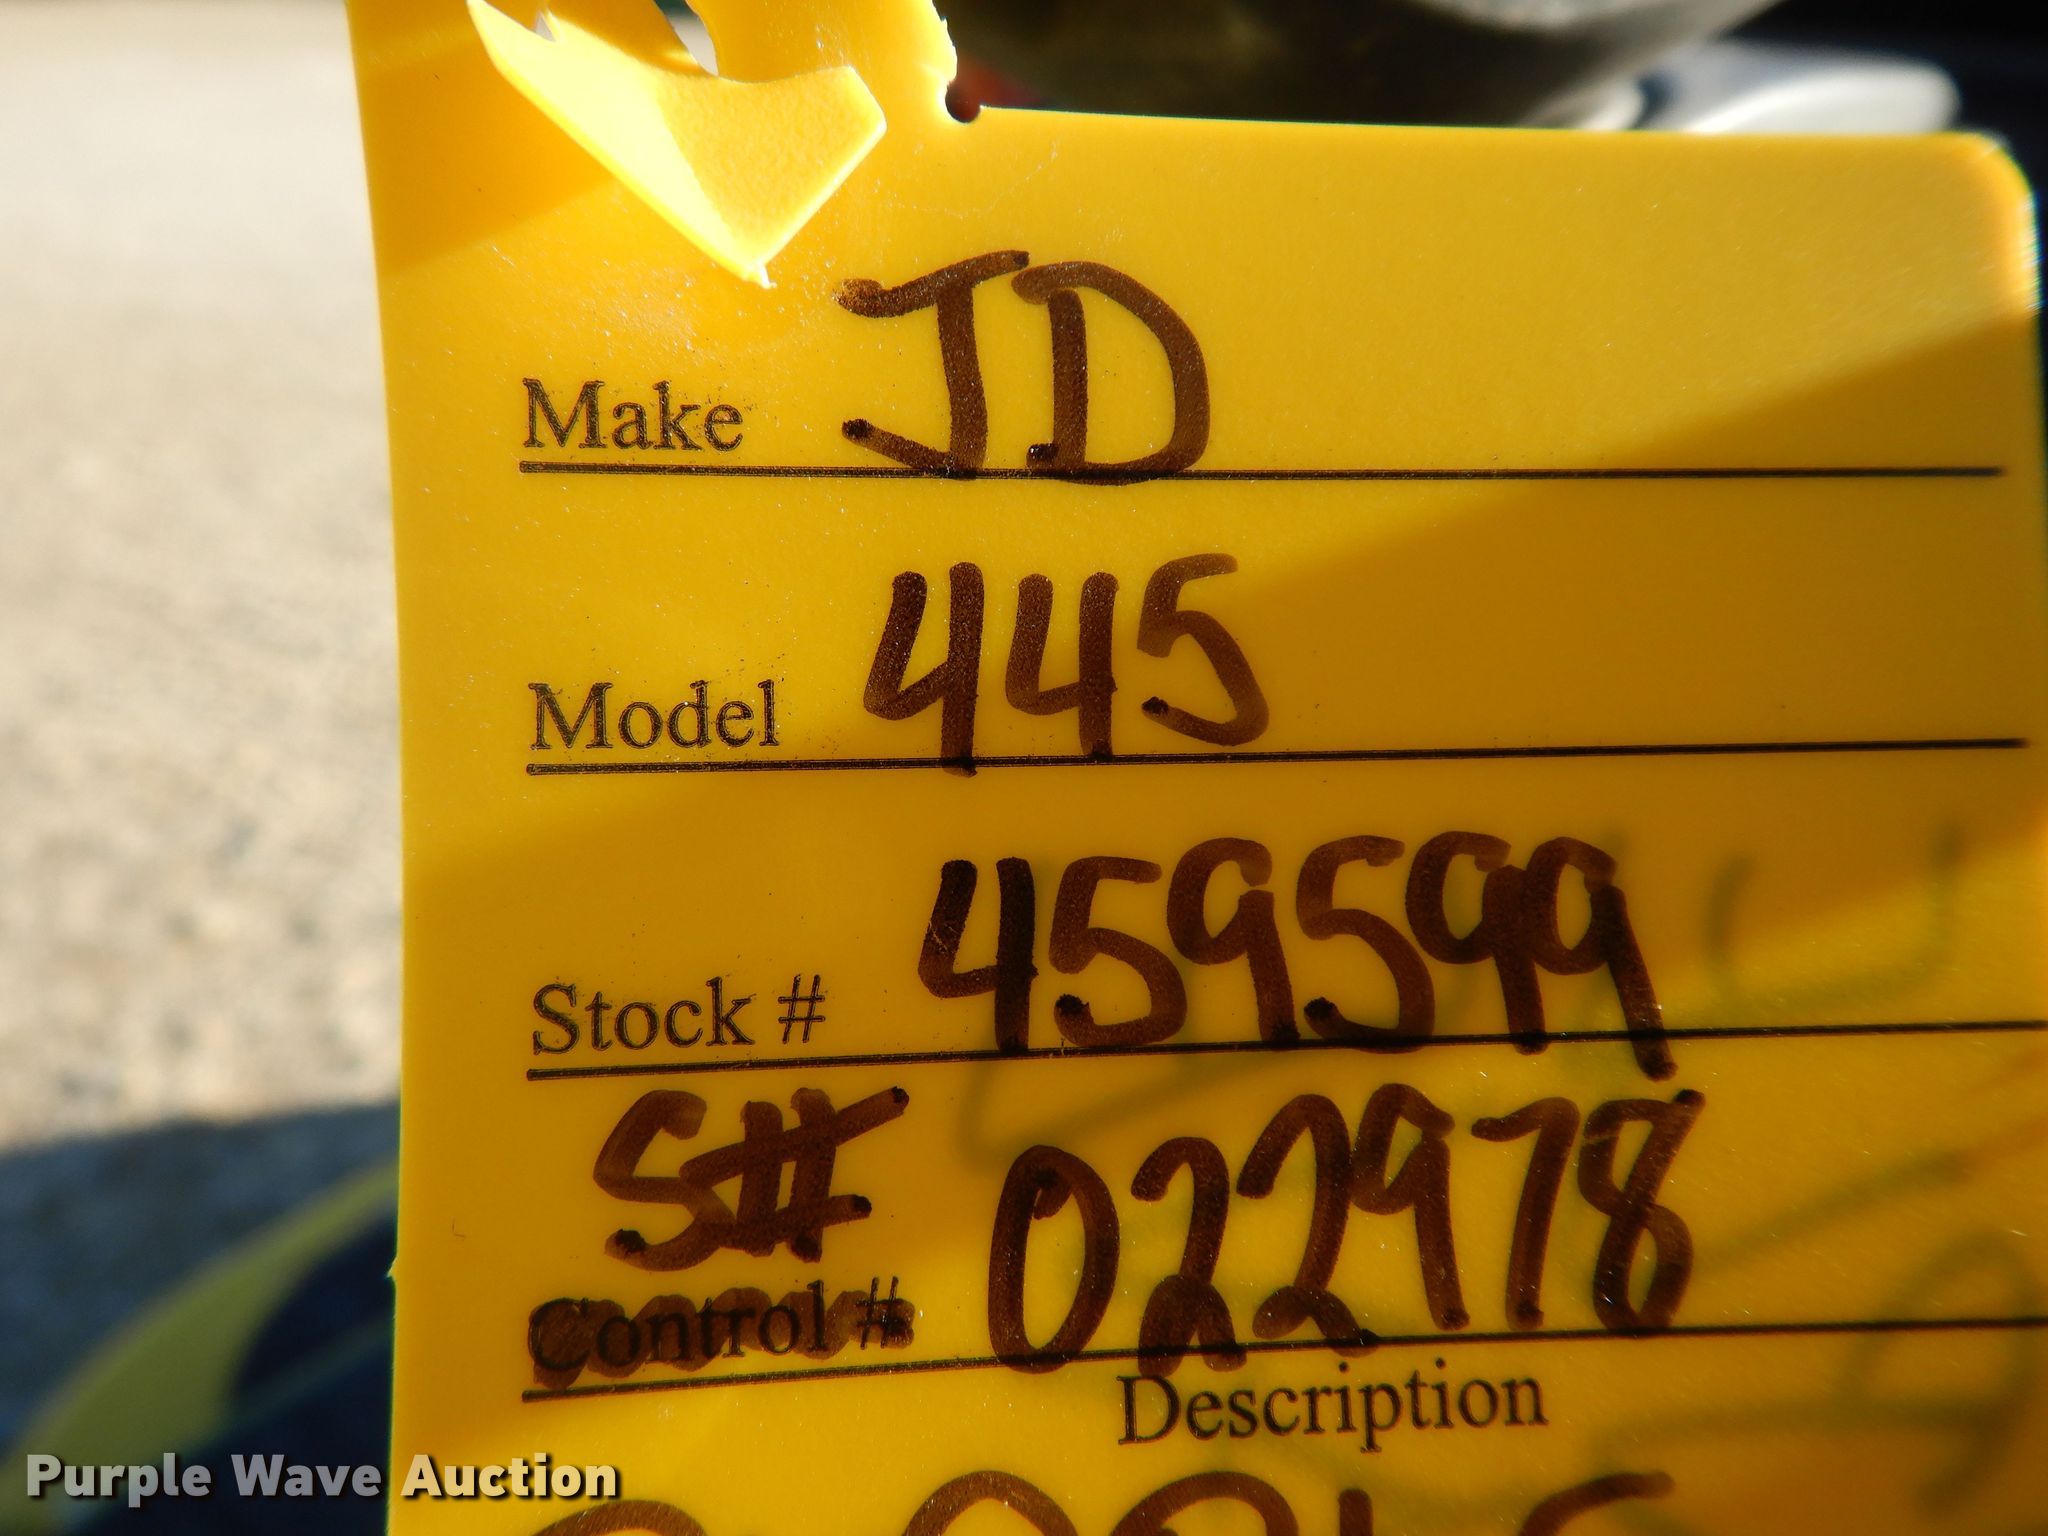 Make JD
Model 445
Stock # 459599
S# 022978
Control #
Description
Purple Wave Auction